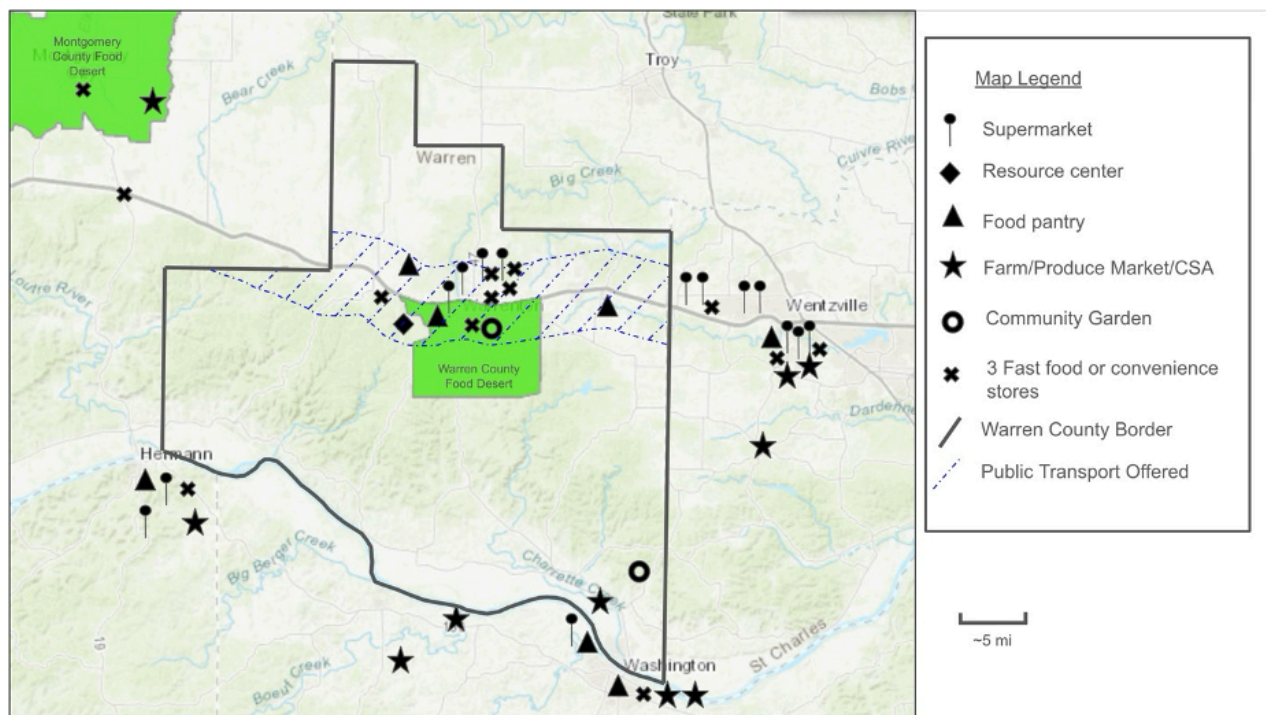 State Park
Montgomery
County Food
Desert
Troy
Bear Creek
Bobs
Cuivre River
Warren
Big Creek
Loutre River
47
Wentzville
Warren County
Food Desert
Dardenne
Hermann
Big Berger Creek
Charrette Creek
19
Boeuf Creek
Washington
St Charles
Map Legend
Supermarket
Resource center
Food pantry
Farm/Produce Market/CSA
Community Garden
3 Fast food or convenience
stores
Warren County Border
Public Transport Offered
~5 mi